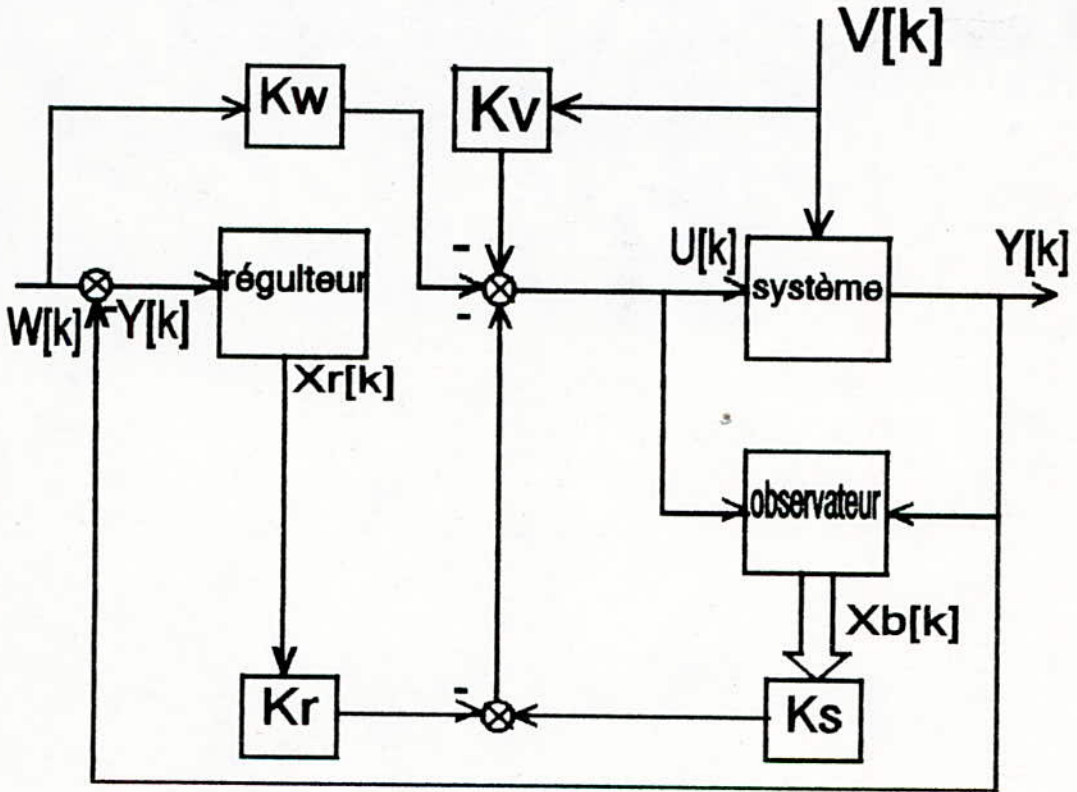 V[k]
Kw
Kv
-
régulteur
U[k]
système
Y[k]
-
-
W[k]
-Y[k]
Xr[k]
observateur
Xb[k]
-
Kr
Ks